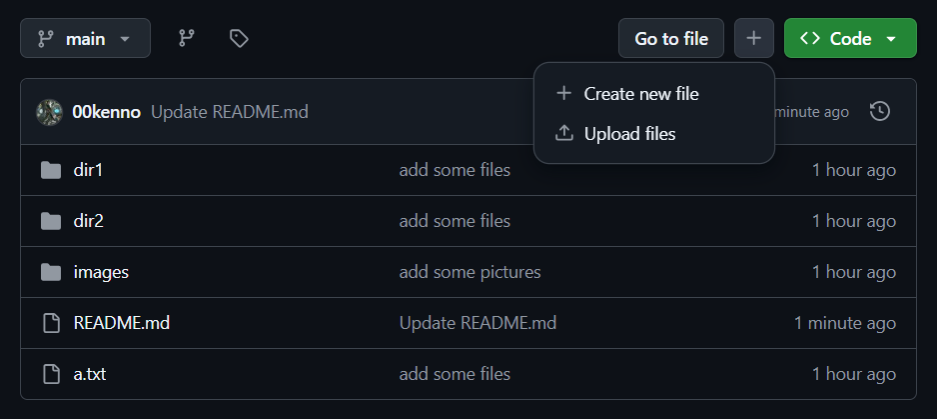 main Go to file Code
Create new file
00kenno Update README.md minute ago
Upload files
dir1 add some files 1 hour ago
dir2 add some files 1 hour ago
images add some pictures 1 hour ago
README.md Update README.md 1 minute ago
a.txt add some files 1 hour ago